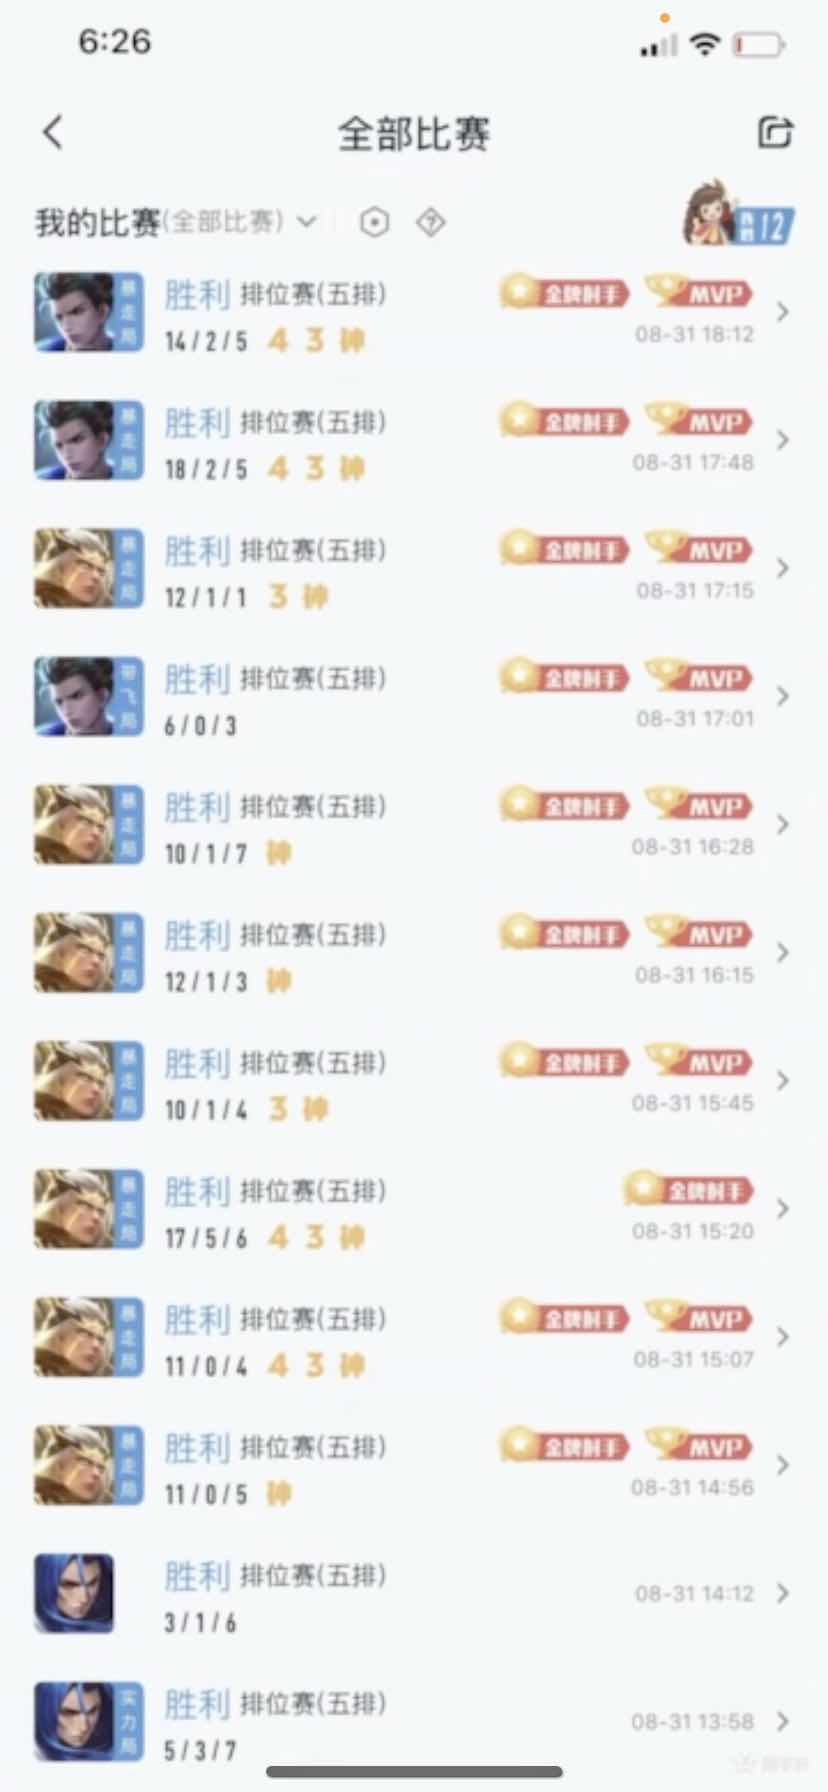 6:26
全部比赛
我的比赛(全部比赛)
12
暴走局 胜利 排位赛(五排) 金牌射手 MVP
14/2/5 4 3 神 08-31 18:12
暴走局 胜利 排位赛(五排) 金牌射手 MVP
18/2/5 4 3 神 08-31 17:48
暴走局 胜利 排位赛(五排) 金牌射手 MVP
12/1/1 3 神 08-31 17:15
带飞局 胜利 排位赛(五排) 金牌射手 MVP
6/0/3 08-31 17:01
暴走局 胜利 排位赛(五排) 金牌射手 MVP
10/1/7 神 08-31 16:28
暴走局 胜利 排位赛(五排) 金牌射手 MVP
12/1/3 神 08-31 16:15
暴走局 胜利 排位赛(五排) 金牌射手 MVP
10/1/4 3 神 08-31 15:45
暴走局 胜利 排位赛(五排) 金牌射手
17/5/6 4 3 神 08-31 15:20
暴走局 胜利 排位赛(五排) 金牌射手 MVP
11/0/4 4 3 神 08-31 15:07
暴走局 胜利 排位赛(五排) 金牌射手 MVP
11/0/5 神 08-31 14:56
胜利 排位赛(五排)
3/1/6 08-31 14:12
实力局 胜利 排位赛(五排)
5/3/7 08-31 13:58